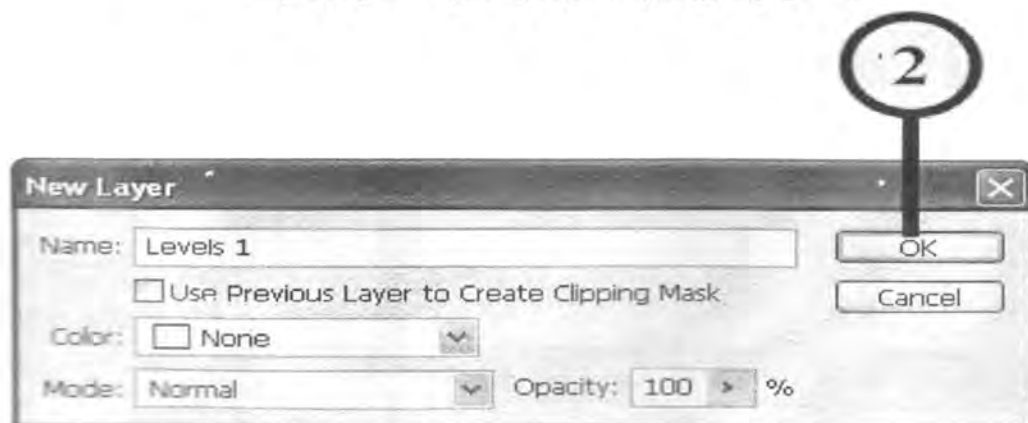 2
New Layer
Name: Levels 1
OK
Use Previous Layer to Create Clipping Mask
Cancel
Color: None
Mode: Normal Opacity: 100 > %